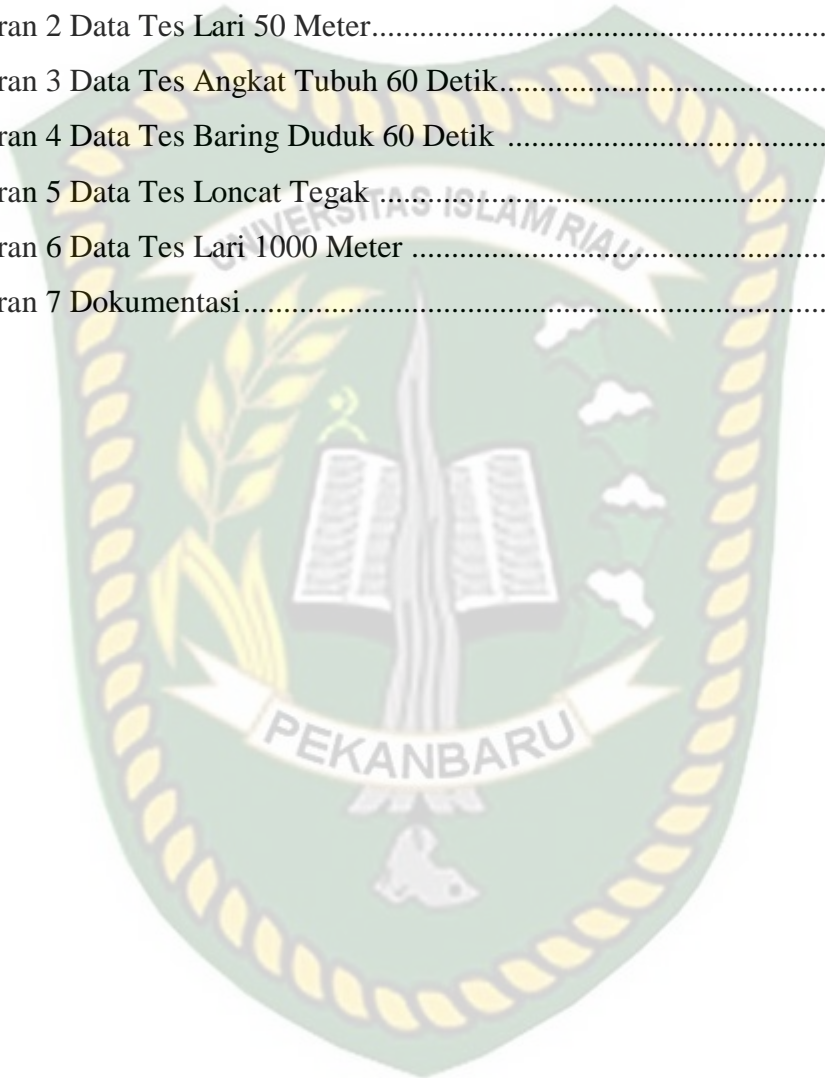 ran 2 Data Tes Lari 50 Meter..........................................................
ran 3 Data Tes Angkat Tubuh 60 Detik..........................................
ran 4 Data Tes Baring Duduk 60 Detik ........................................
ran 5 Data Tes Loncat Tegak ........................................................
UNIVERSITAS ISLAM RIAU
ran 6 Data Tes Lari 1000 Meter ....................................................
ran 7 Dokumentasi.........................................................................
PEKANBARU